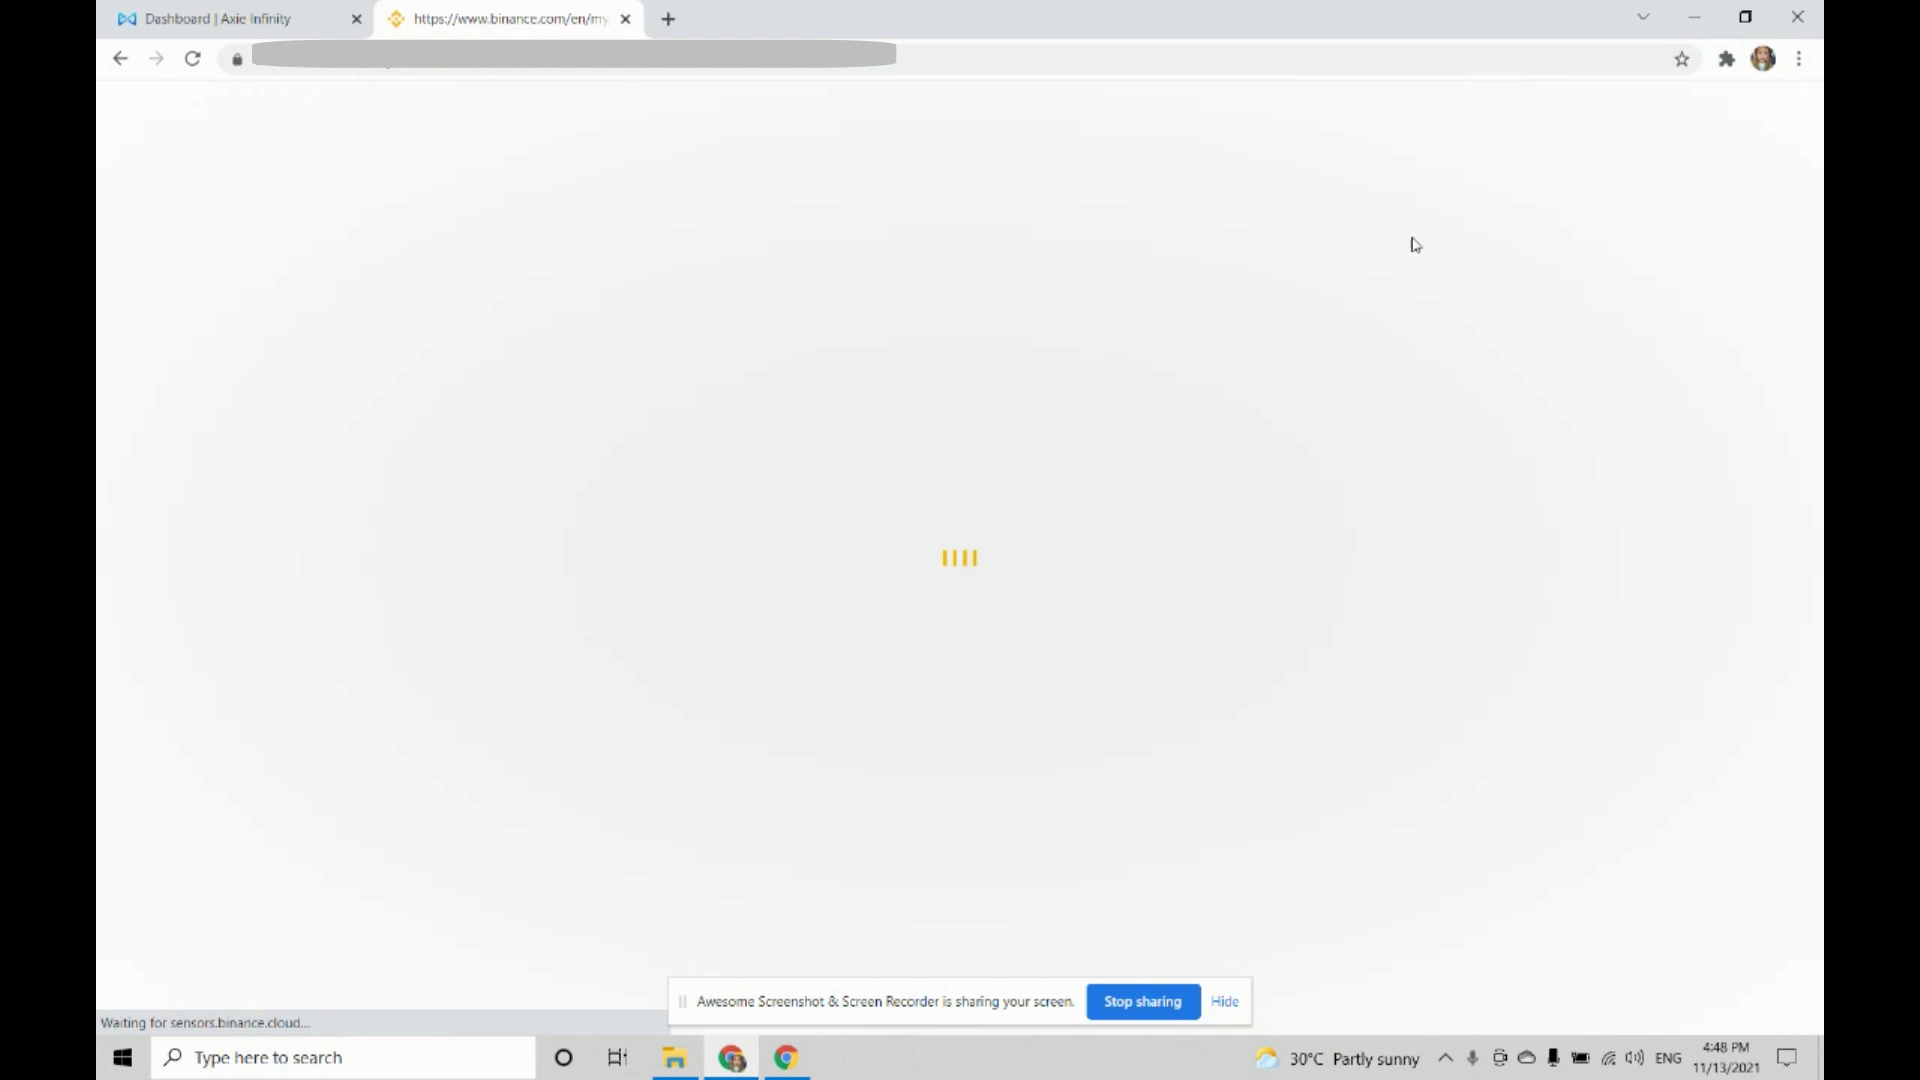 Dashboard | Axie Infinity
https://www.binance.com/en/my
Awesome Screenshot & Screen Recorder is sharing your screen.
Stop sharing
Hide
Waiting for sensors.binance.cloud...
Type here to search
30°C Partly sunny
ENG
4:48 PM
11/13/2021